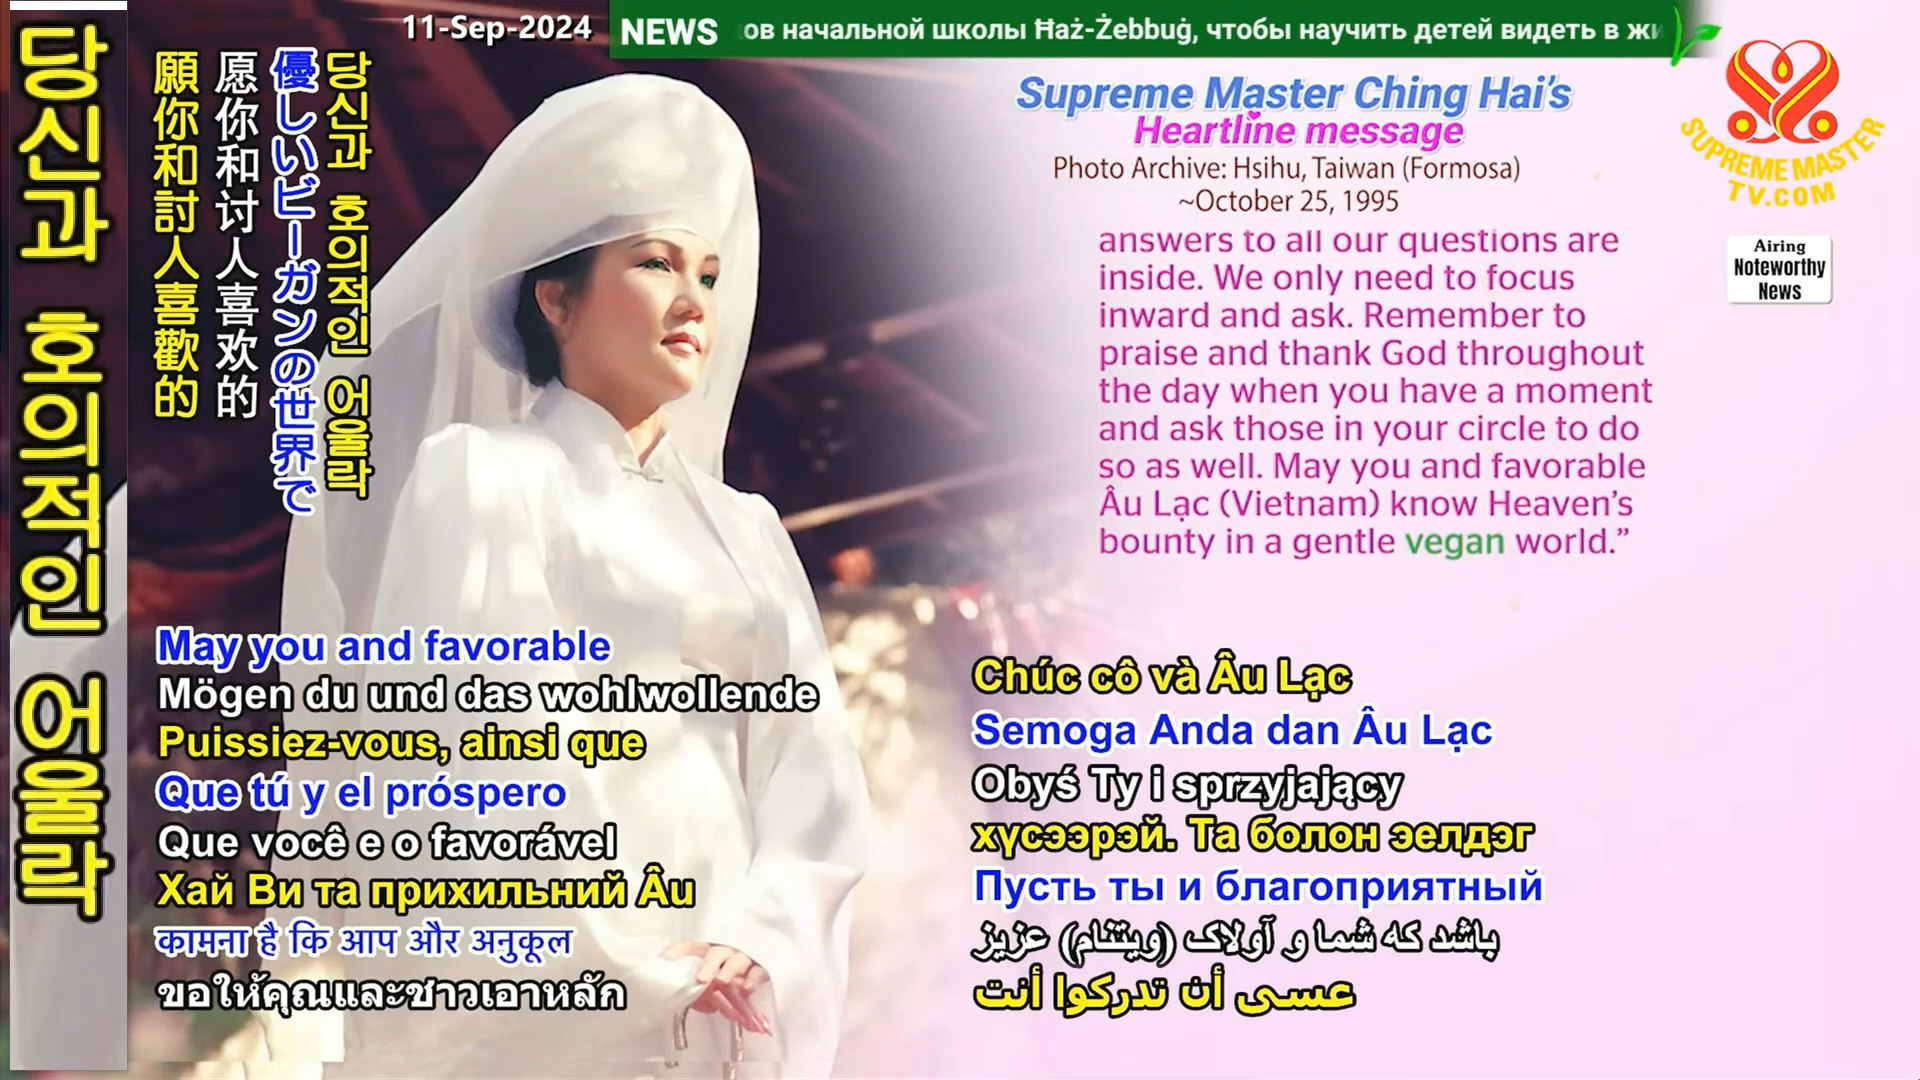 당신과 호의적인 어울락
願你和討人喜歡的
愿你和讨人喜欢的
優しいビーガンの世界で
당신과 호의적인 어울락
11-Sep-2024
NEWS
ов начальной школы Ħaż-Żebbuġ, чтобы научить детей видеть в жи
Supreme Master Ching Hai's
Heartline message
Photo Archive: Hsihu, Taiwan (Formosa)
~October 25, 1995
answers to all our questions are
inside. We only need to focus
inward and ask. Remember to
praise and thank God throughout
the day when you have a moment
and ask those in your circle to do
so as well. May you and favorable
Âu Lạc (Vietnam) know Heaven’s
bounty in a gentle vegan world.”
SUPREME MASTER
TV.COM
Airing
Noteworthy
News
May you and favorable
Mögen du und das wohlwollende
Puissiez-vous, ainsi que
Que tú y el próspero
Que você e o favorável
Хай Ви та прихильний Âu
कामना है कि आप और अनुकूल
ขอให้คุณและชาวเอาหลัก
Chúc cô và Âu Lạc
Semoga Anda dan Âu Lạc
Obyś Ty i sprzyjający
хүсээрэй. Та болон эелдэг
Пусть ты и благоприятный
باشد که شما و آولاک (ویتنام) عزیز
عسى أن تدركوا أنت